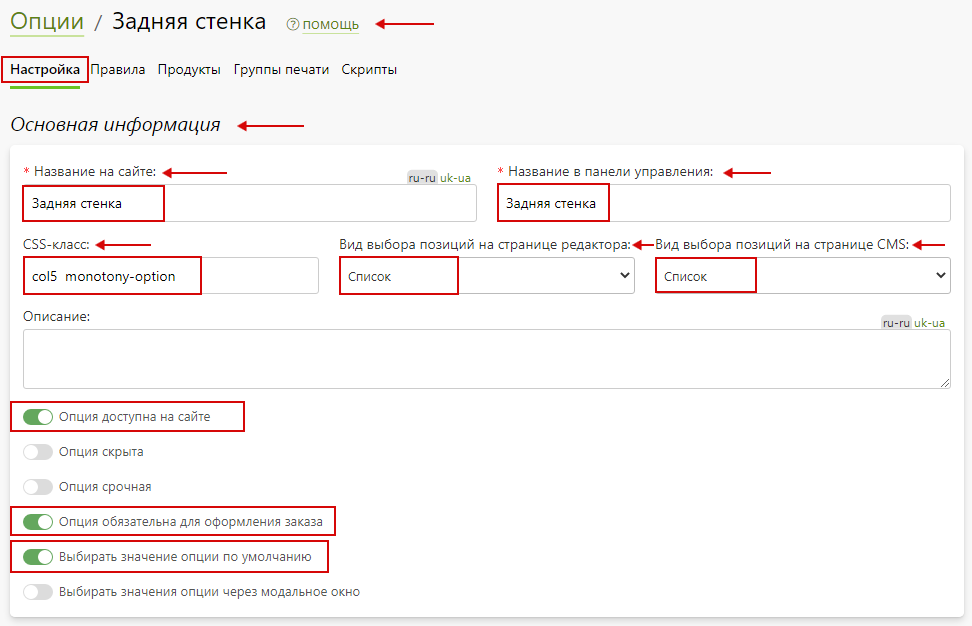 Опции / Задняя стенка ? помощь
Настройка Правила Продукты Группы печати Скрипты
Основная информация
* Название на сайте: ru-ru uk-ua * Название в панели управления:
Задняя стенка Задняя стенка
CSS-класс: Вид выбора позиций на странице редактора: Вид выбора позиций на странице CMS:
col5 monotony-option Список Список
Описание: ru-ru uk-ua
Опция доступна на сайте
Опция скрыта
Опция срочная
Опция обязательна для оформления заказа
Выбирать значение опции по умолчанию
Выбирать значения опции через модальное окно